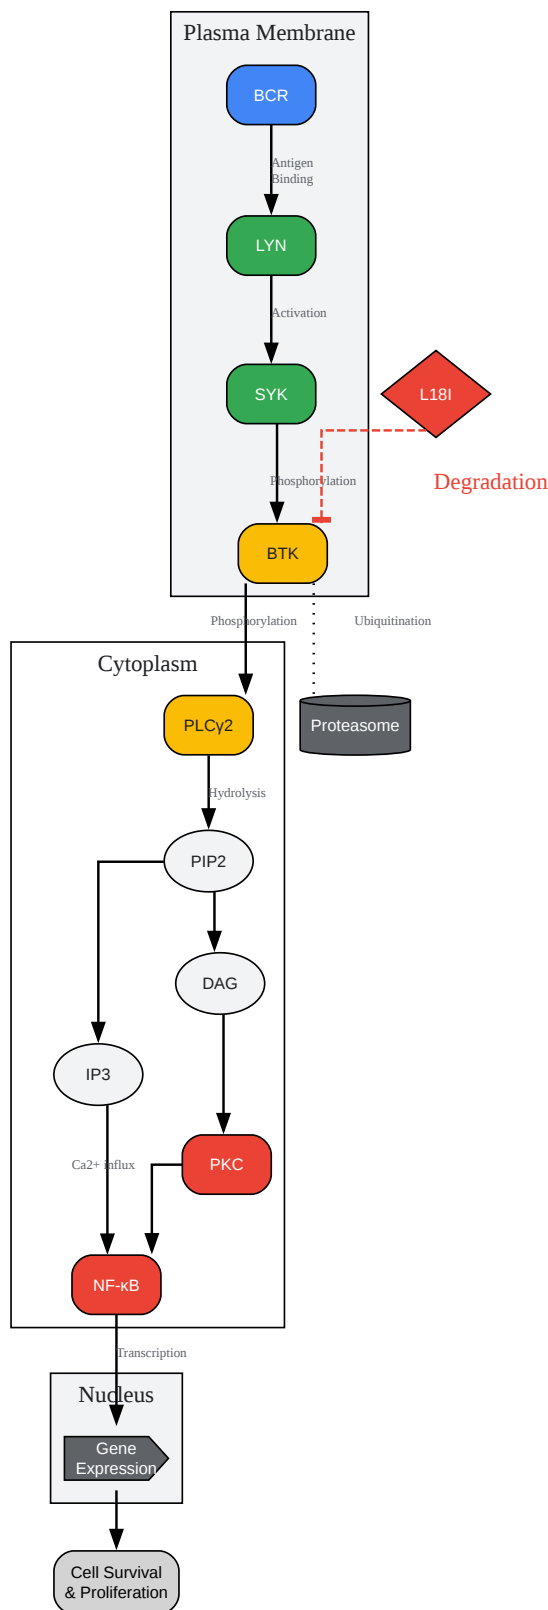 Plasma Membrane
BCR
Antigen
Binding
LYN
Activation
SYK
L18I
Phosphorylation
Degradation
BTK
Phosphorylation
Ubiquitination
Cytoplasm
PLCγ2
Proteasome
Hydrolysis
PIP2
DAG
IP3
PKC
Ca2+ influx
NF-κB
Transcription
Nucleus
Gene
Expression
Cell Survival
& Proliferation